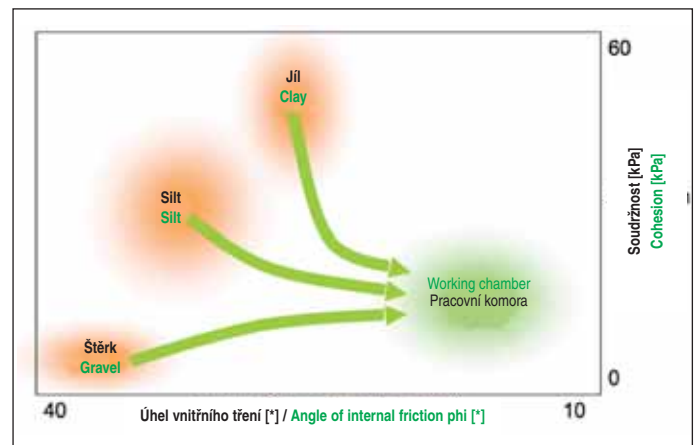 60
Jíl
Clay
Silt
Silt
Soudržnost [kPa]
Cohesion [kPa]
Working chamber
Pracovní komora
Štěrk
Gravel
0
40
10
Úhel vnitřního tření [*] / Angle of internal friction phi [*]